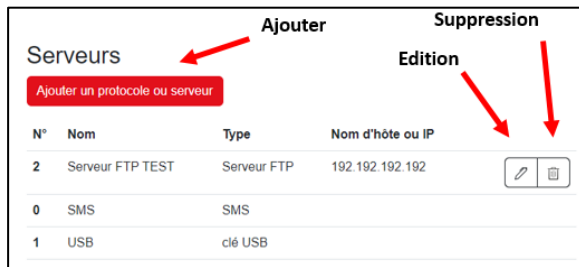 Ajouter
Suppression
Serveurs
Edition
Ajouter un protocole ou serveur
N° Nom Type Nom d'hôte ou IP
2 Serveur FTP TEST Serveur FTP 192.192.192.192
0 SMS SMS
1 USB clé USB